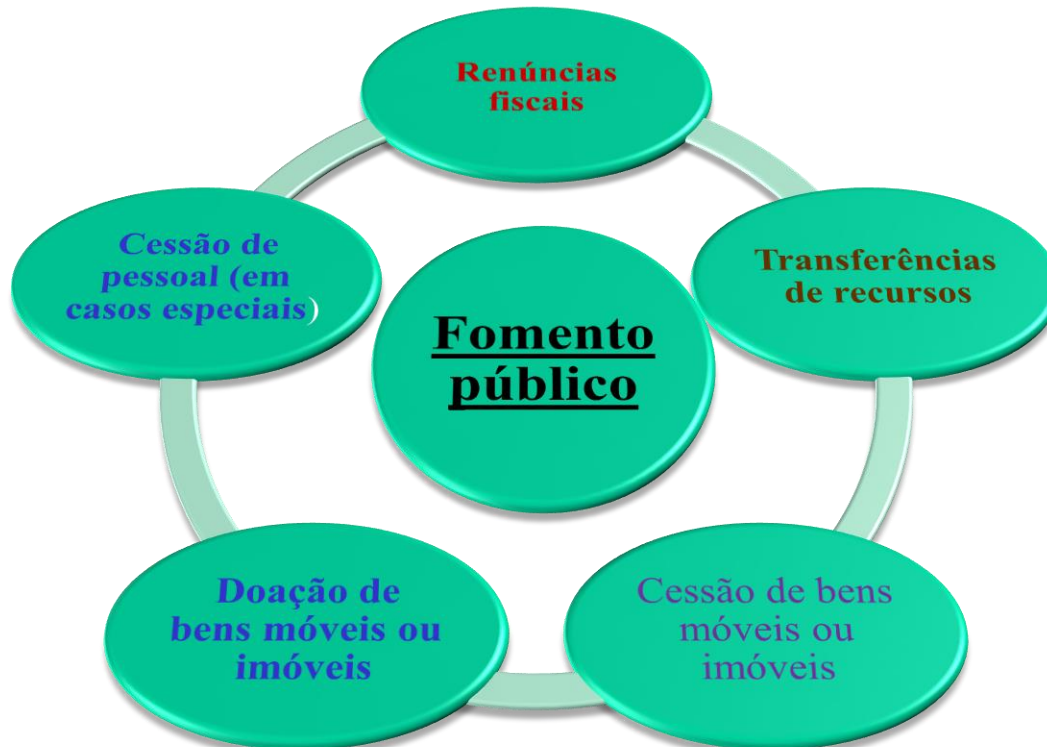 Renúncias
fiscais
Transferências
de recursos
Cessão de bens
móveis ou
imóveis
Doação de
bens móveis ou
imóveis
Cessão de
pessoal (em
casos especiais)
Fomento
público